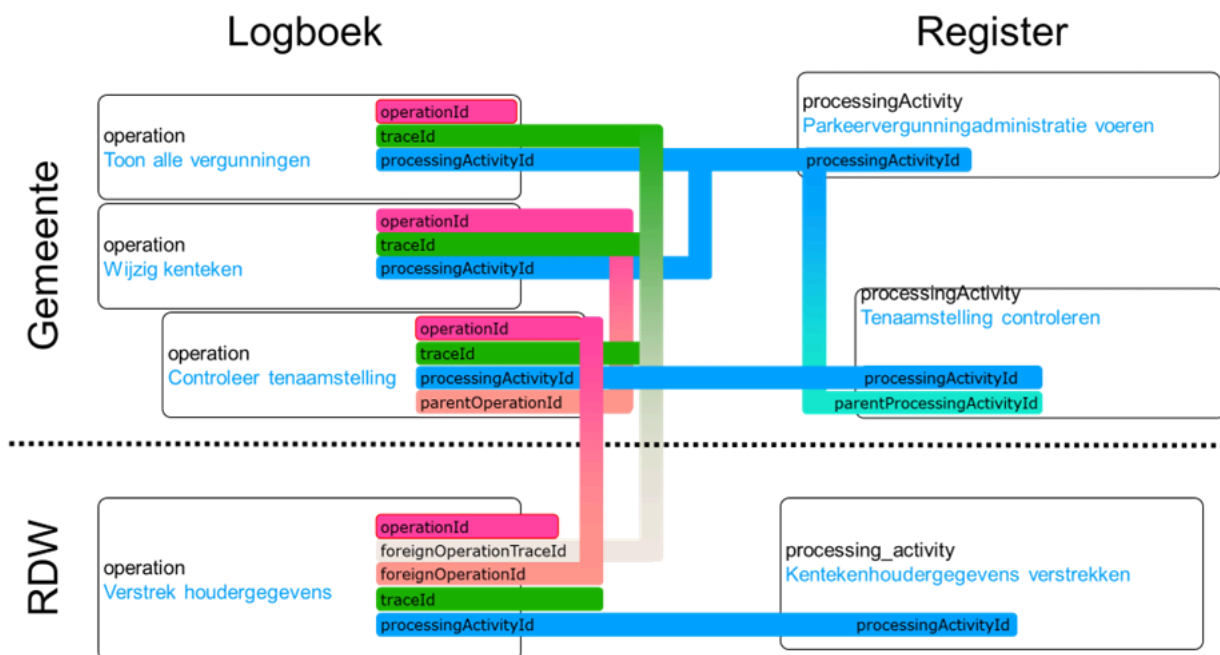 Logboek
Register
Gemeente
operation
Toon alle vergunningen
operationId
traceId
processingActivityId
processingActivity
Parkeervergunningadministratie voeren
processingActivityId
operation
Wijzig kenteken
operationId
traceId
processingActivityId
operation
Controleer tenaamstelling
operationId
traceId
processingActivityId
parentOperationId
processingActivity
Tenaamstelling controleren
processingActivityId
parentProcessingActivityId
RDW
operation
Verstrek houdergegevens
operationId
foreignOperationTraceId
foreignOperationId
traceId
processingActivityId
processing_activity
Kentekenhoudergegevens verstrekken
processingActivityId